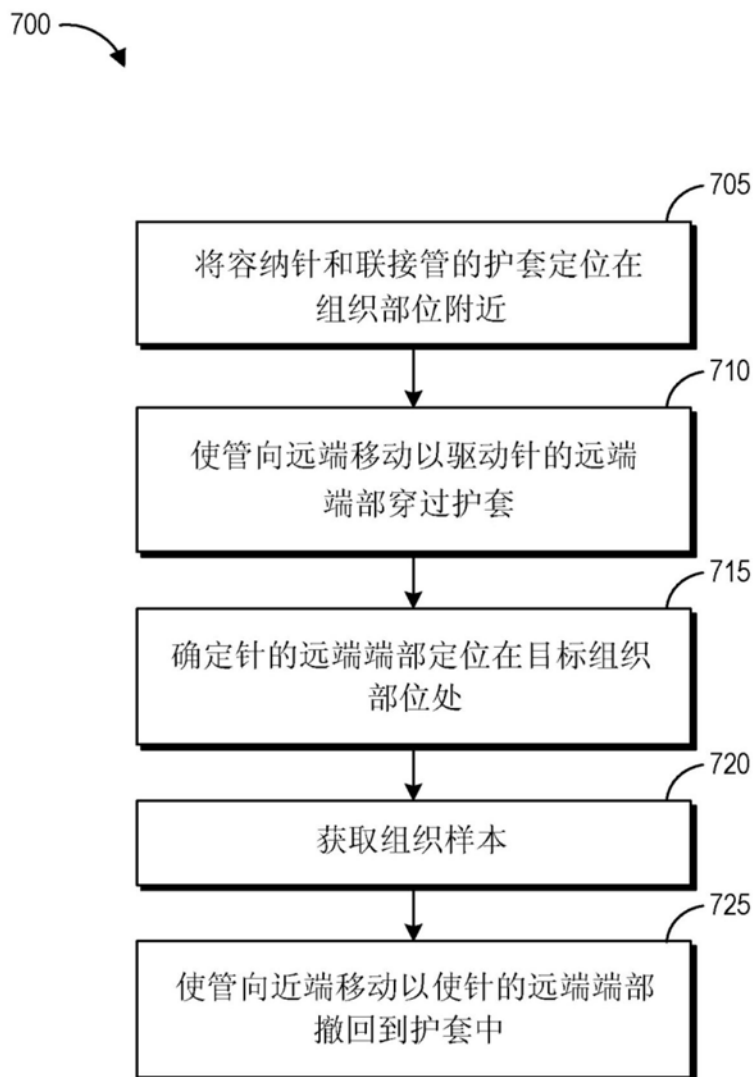 700
705
将容纳针和联接管的护套定位在
组织部位附近
710
使管向远端移动以驱动针的远端
端部穿过护套
715
确定针的远端端部定位在目标组织
部位处
720
获取组织样本
725
使管向近端移动以使针的远端端部
撤回到护套中